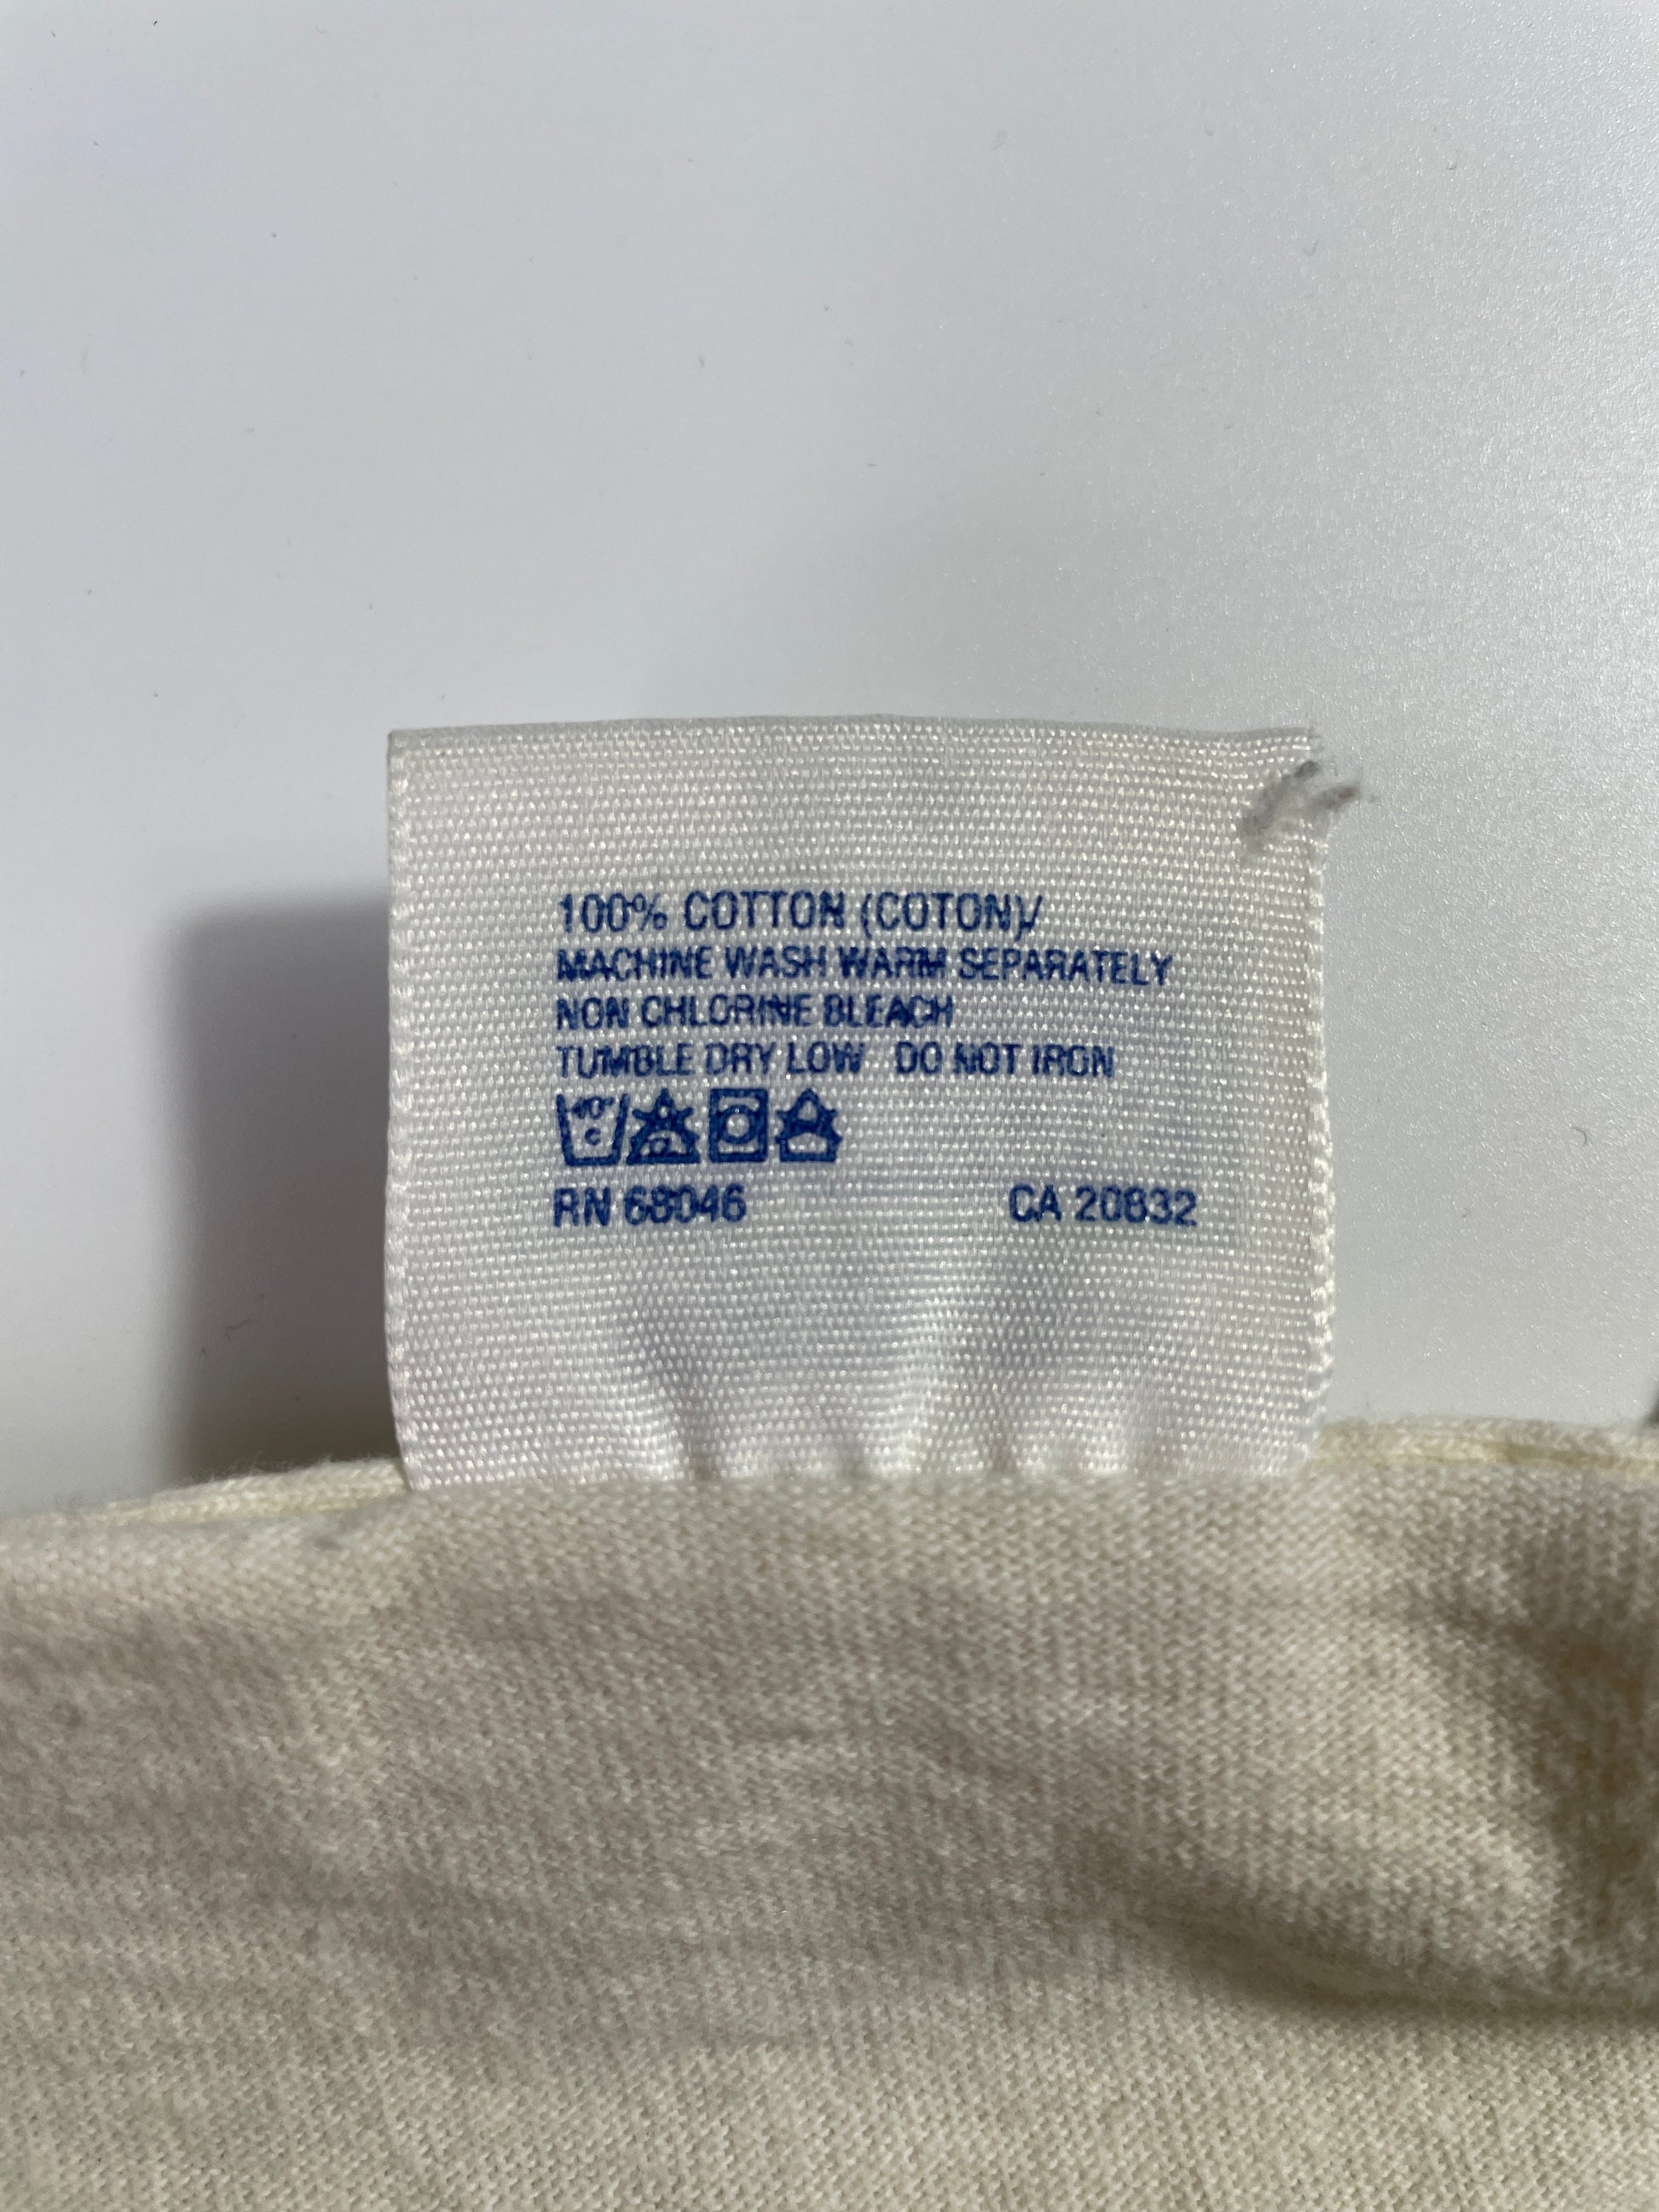 100% COTTON (COTON)/
MACHINE WASH WARM SEPARATELY
NON CHLORINE BLEACH
TUMBLE DRY LOW DO NOT IRON
40°
C
RN 68046 CA 20832